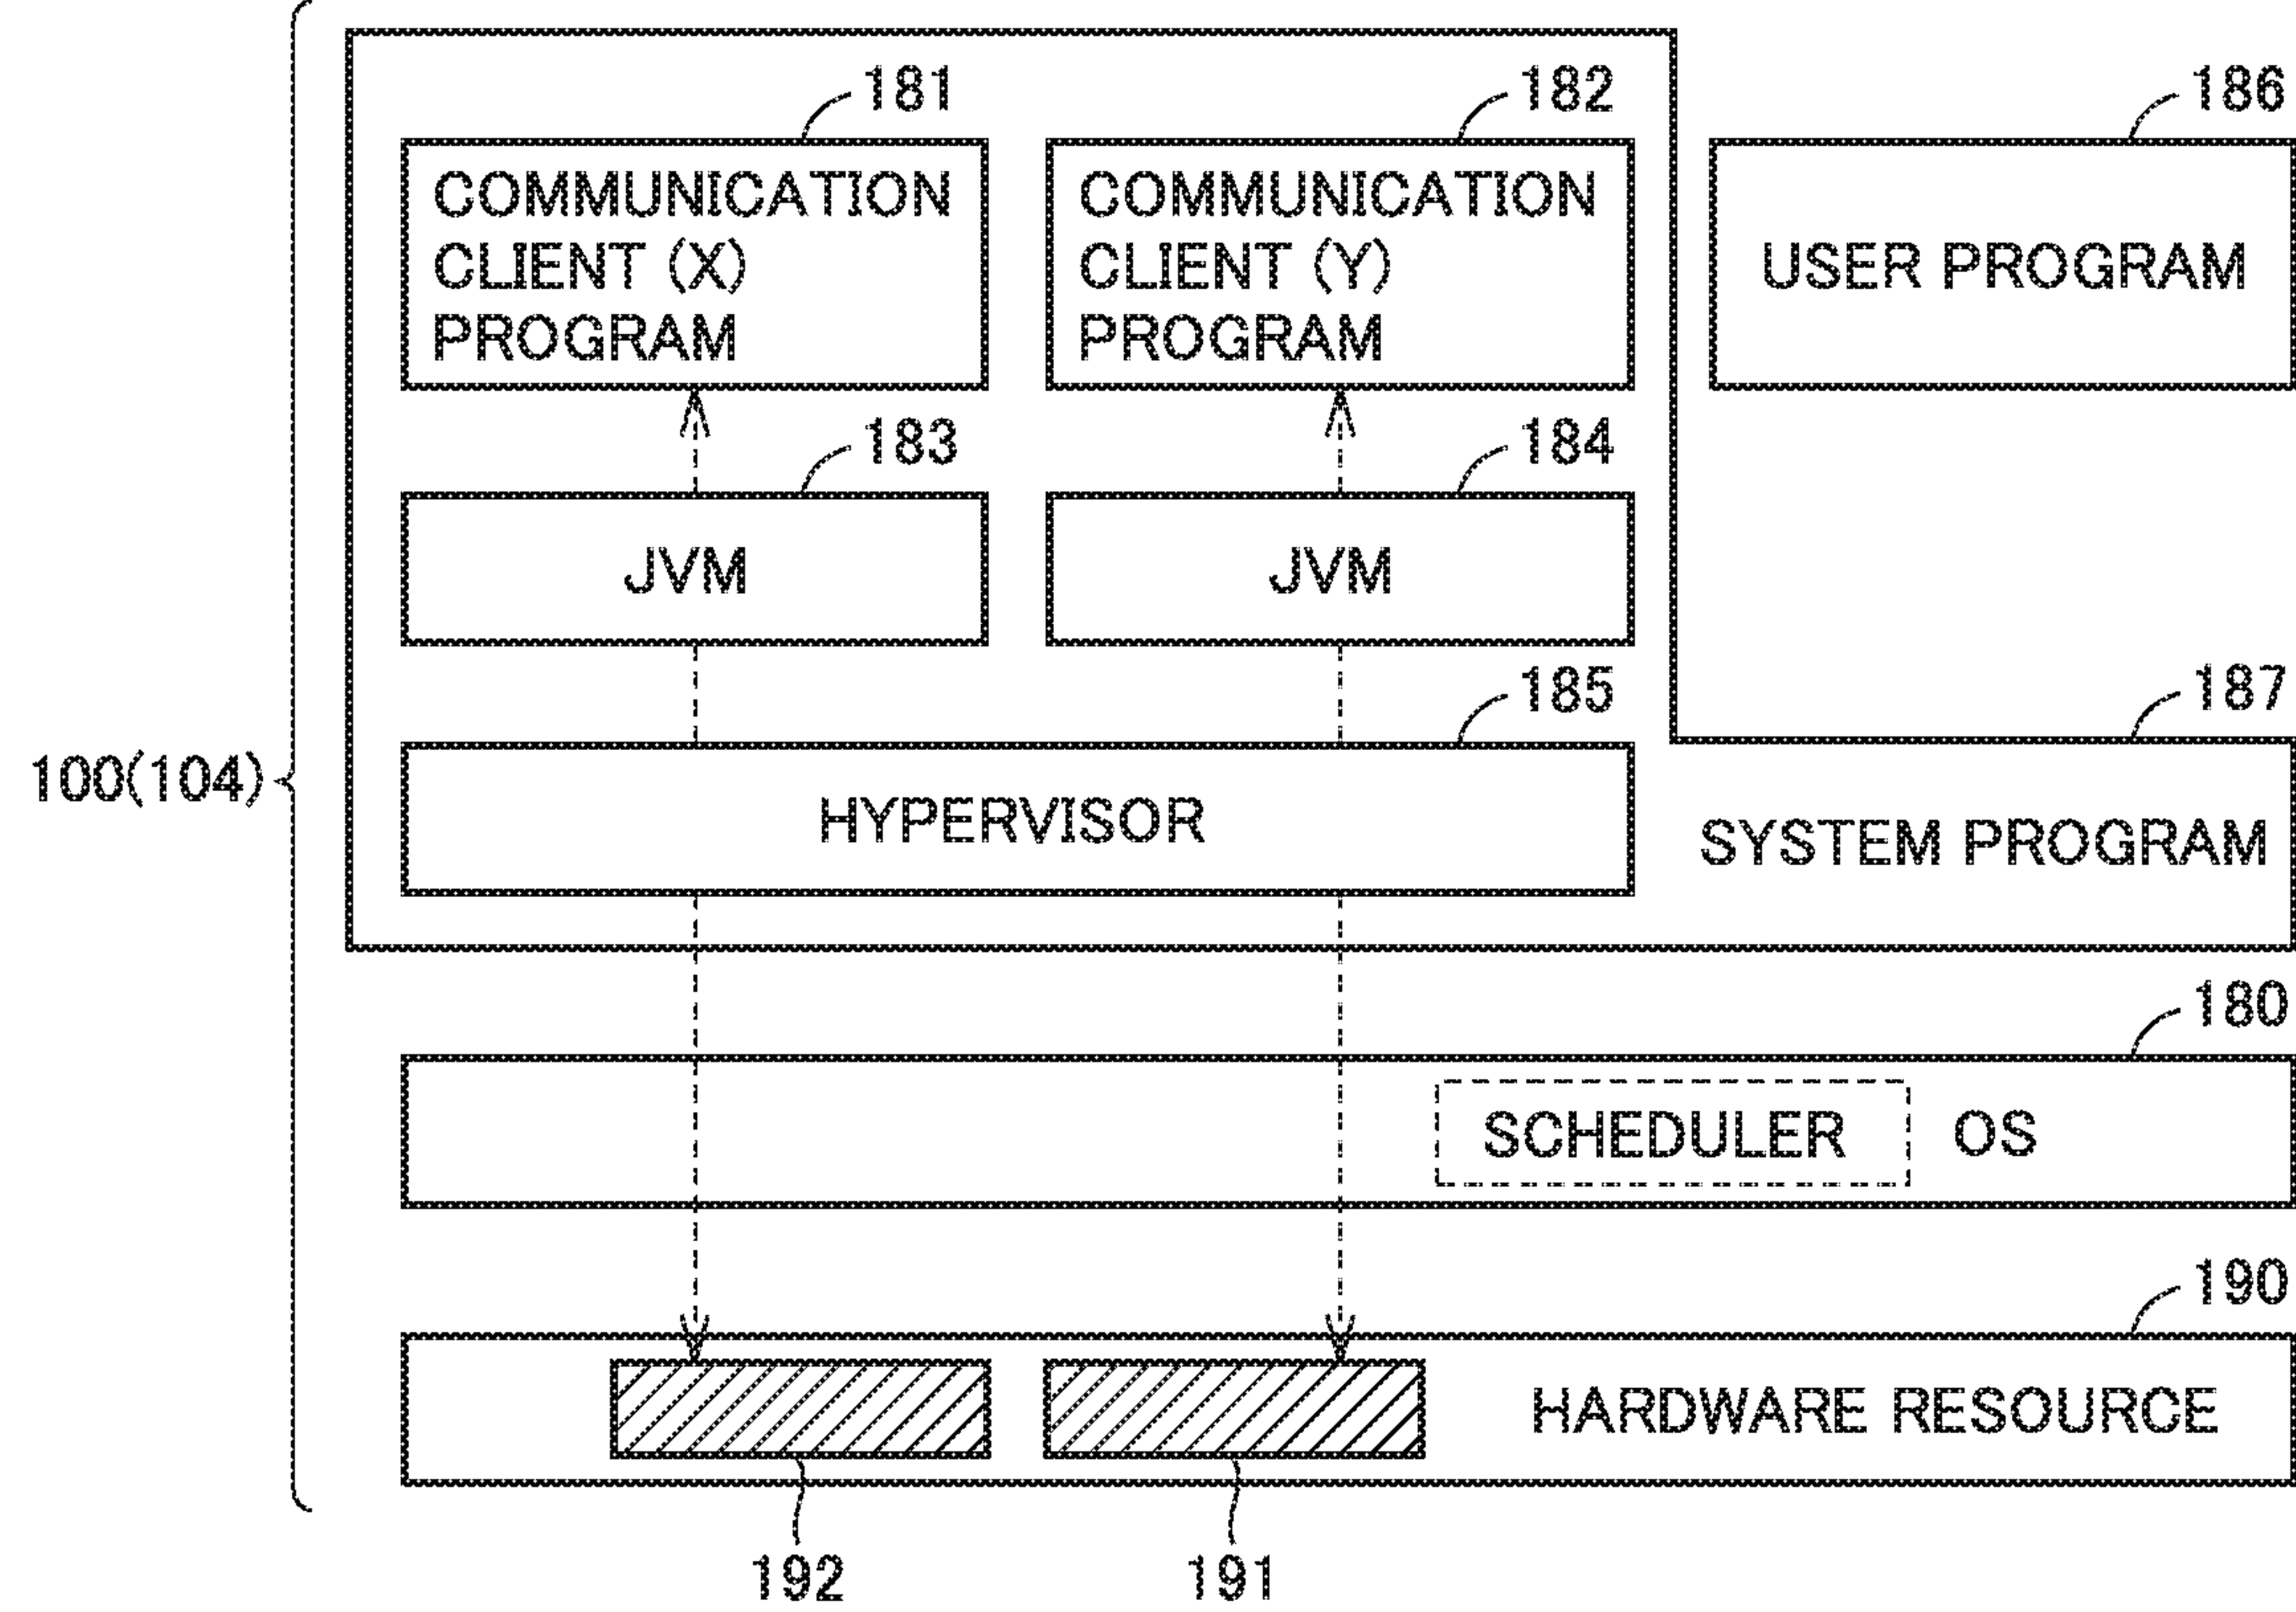 181
182
186
COMMUNICATION
CLIENT (X)
PROGRAM
COMMUNICATION
CLIENT (Y)
PROGRAM
USER PROGRAM
183
184
JVM
JVM
185
187
100(104)
HYPERVISOR
SYSTEM PROGRAM
180
SCHEDULER
OS
190
HARDWARE RESOURCE
192
191